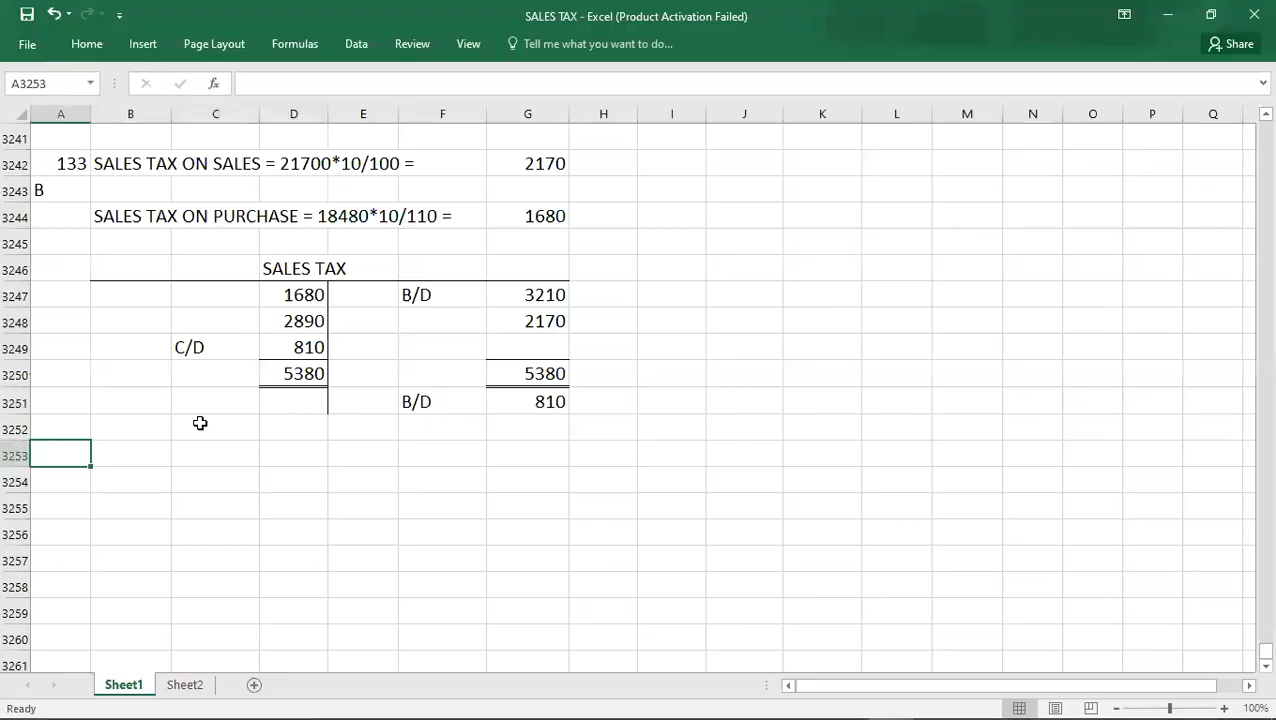 SALES TAX - Excel (Product Activation Failed)
File Home Insert Page Layout Formulas Data Review View Tell me what you want to do... Share
A3253 fx
A B C D E F G H I J K L M N O P Q
3241
3242 133 SALES TAX ON SALES = 21700*10/100 = 2170
3243 B
3244 SALES TAX ON PURCHASE = 18480*10/110 = 1680
3245
3246 SALES TAX
3247 1680 B/D 3210
3248 2890 2170
3249 C/D 810
3250 5380 5380
3251 B/D 810
3252
3253
3254
3255
3256
3257
3258
3259
3260
3261
Sheet1 Sheet2
Ready 100%